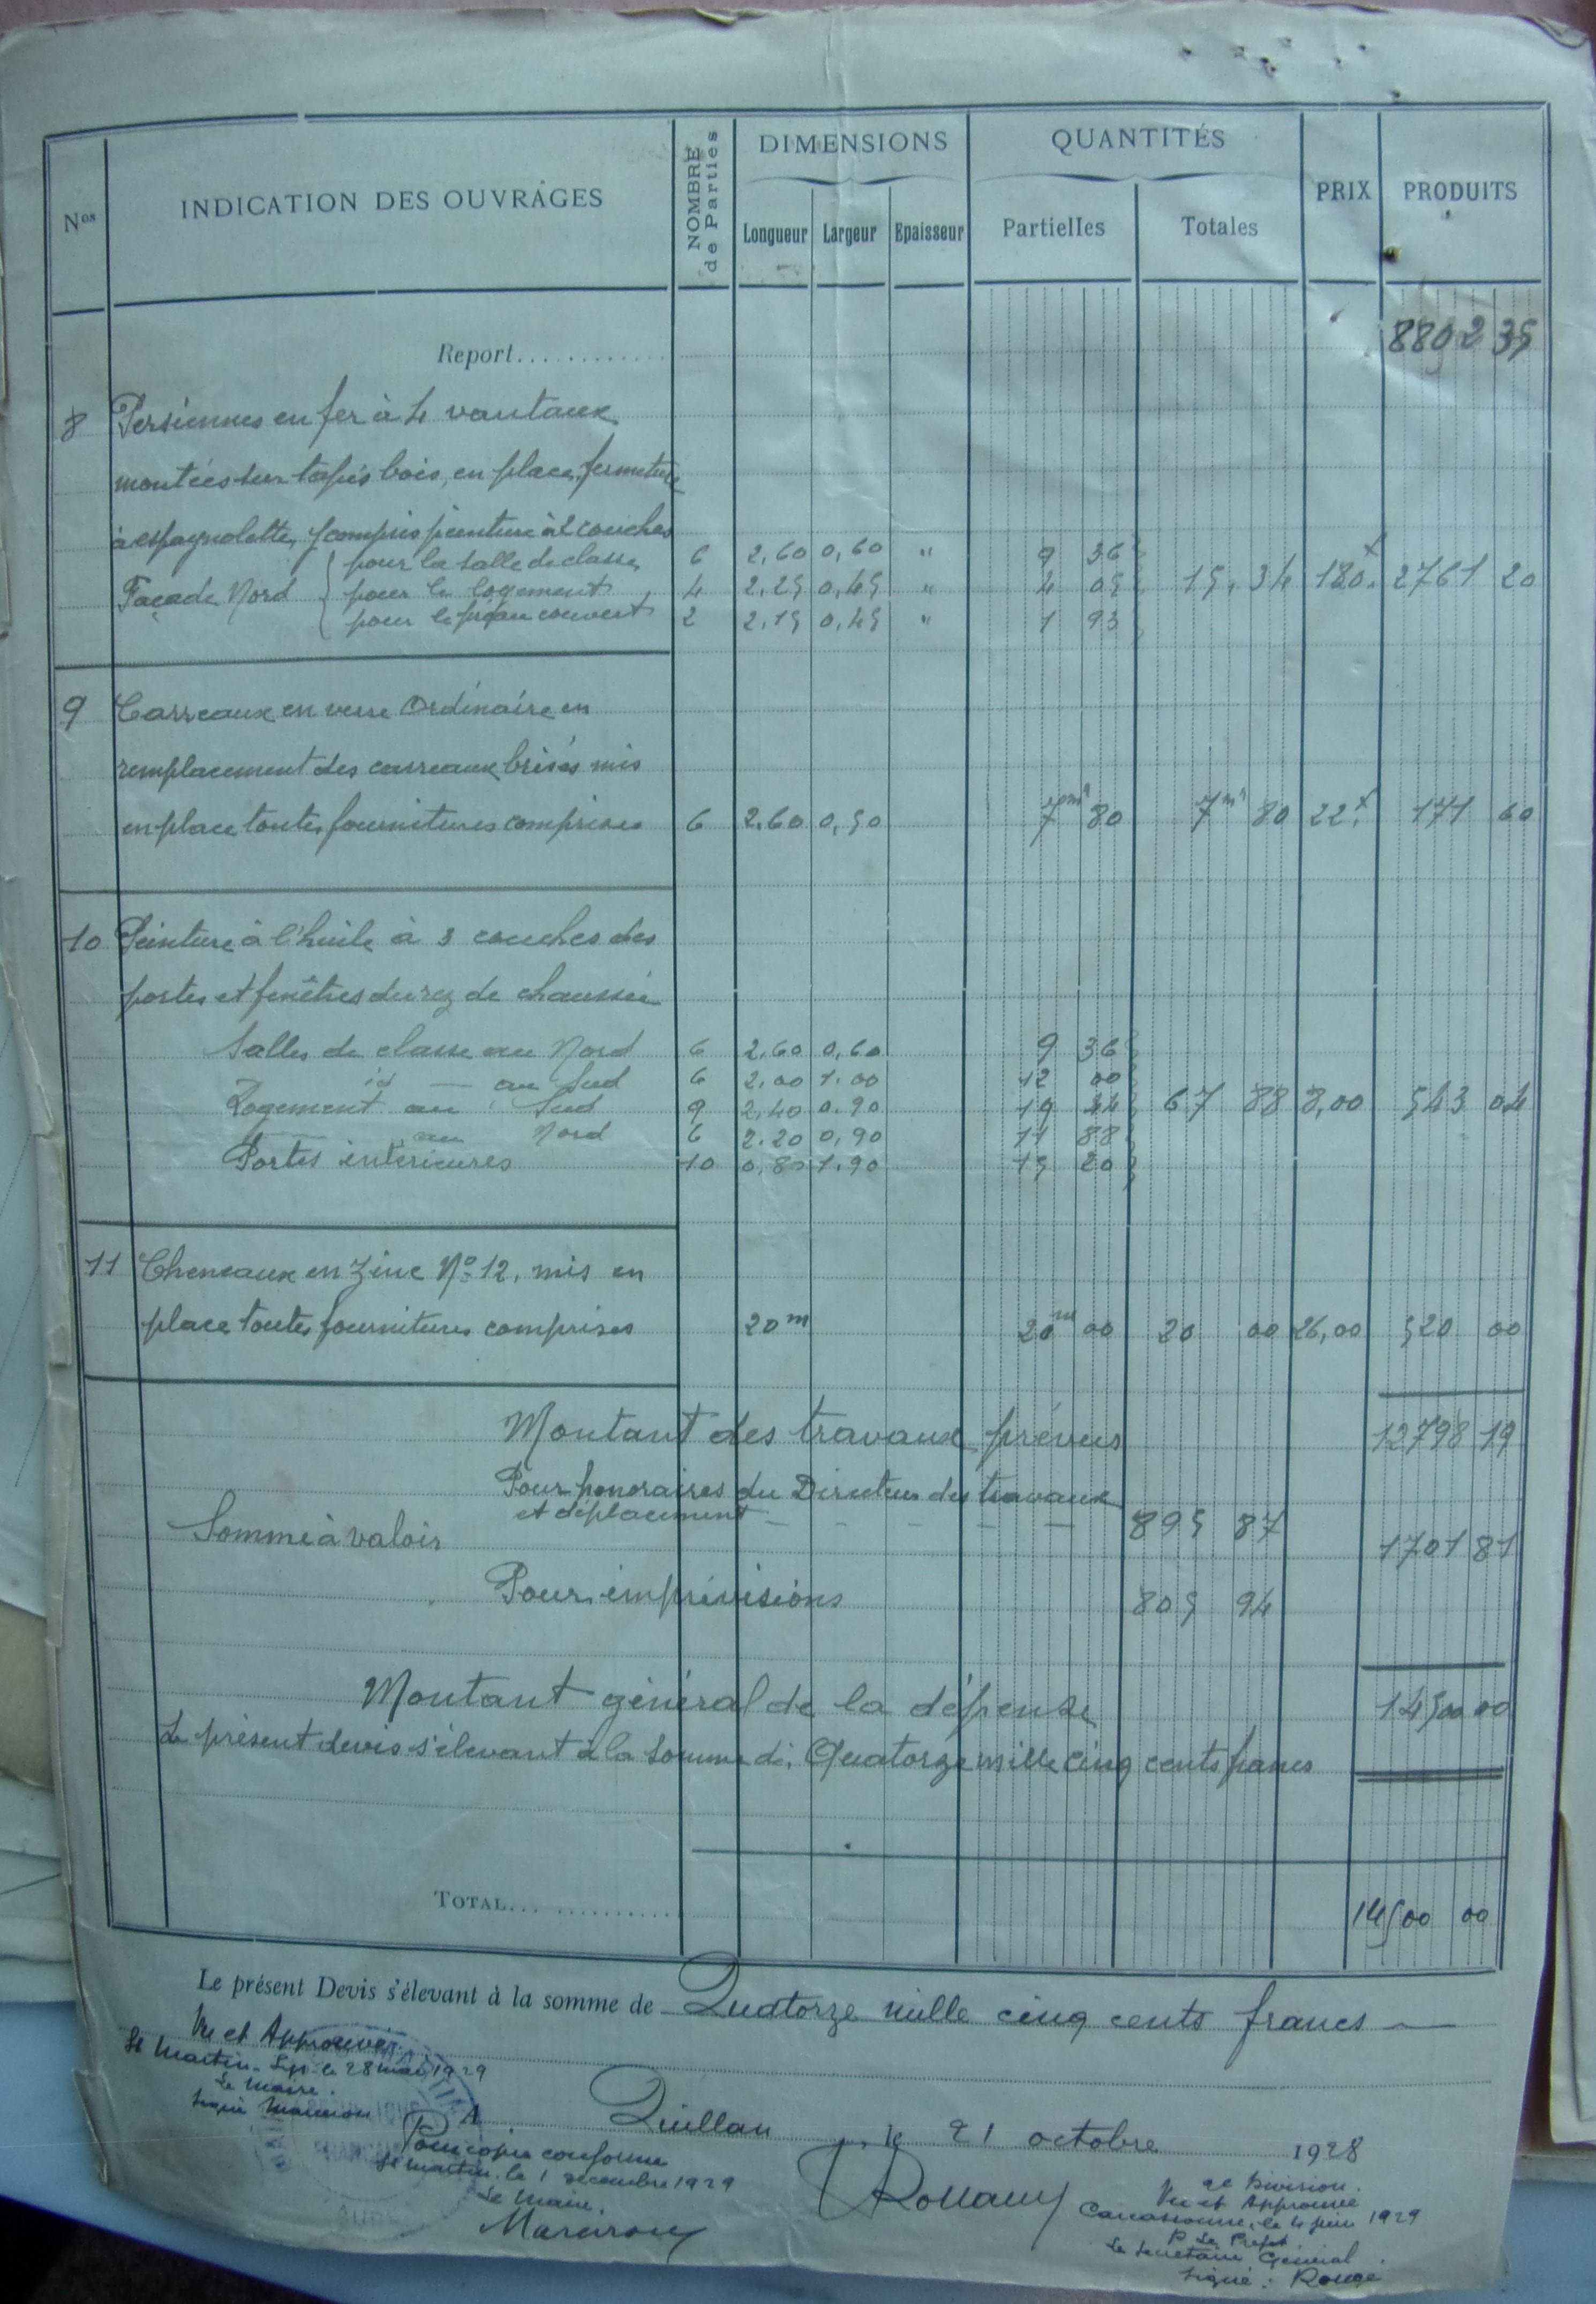 Nos INDICATION DES OUVRAGES NOMBRE de Parties DIMENSIONS Longueur Largeur Epaisseur QUANTITÉS Partielles Totales PRIX PRODUITS
Report............ 8802 35
8 Persiennes en fer à 4 vantaux
montées sur tapés bois, en place, fermeture
à espagnolette, y compris peinture à 2 couches
Façade Nord
pour la salle de classe 6 2,60 0,60 " 9 36
pour le logement 4 2,25 0,45 " 4 05 15,34 180f 2761 20
pour le préau couvert 2 2,15 0,45 " 1 93
9 Carreaux en verre ordinaire en
remplacement des carreaux brisés mis
en place toutes fournitures comprises 6 2.60 0,50 7 80 7 80 22f 171 60
10 Peinture à l'huile à 3 couches des
portes et fenêtres du rez de chaussée
Salles de classe au Nord 6 2.60 0,60 9 36
id — au Sud 6 2,00 1.00 12 00
Logement au Sud 9 2,40 0.90 19 44 67 88 8,00 543 04
au Nord 6 2.20 0,90 11 88
Portes intérieures 10 0,80 1.90 15 20
11 Cheneaux en Zinc No 12, mis en
place toutes fournitures comprises 20m 20m 00 20 00 26,00 520 00
Montant des travaux prévus 12798 19
Pour honoraires du Directeur des travaux
et déplacement 895 87
Somme à valoir 1701 81
Pour imprévisions 805 94
Montant général de la dépense 14500 00
Le présent devis s'élevant à la somme de: Quatorze mille cinq cents francs
TOTAL............. 14500 00
Le présent Devis s'élevant à la somme de Quatorze mille cinq cents francs
Vu et Approuvé
St Martin-Lys le 28 mai 1929
Le Maire.
Signé
A Quillan, le 21 octobre 1928
Pour copie conforme
St Martin, le 1 décembre 1929
Le Maire,
2e Division.
Vu et Approuvé
Carcassonne, le 4 juin 1929
P. Le Préfet
Le Secrétaire Général
Signé: Rouge